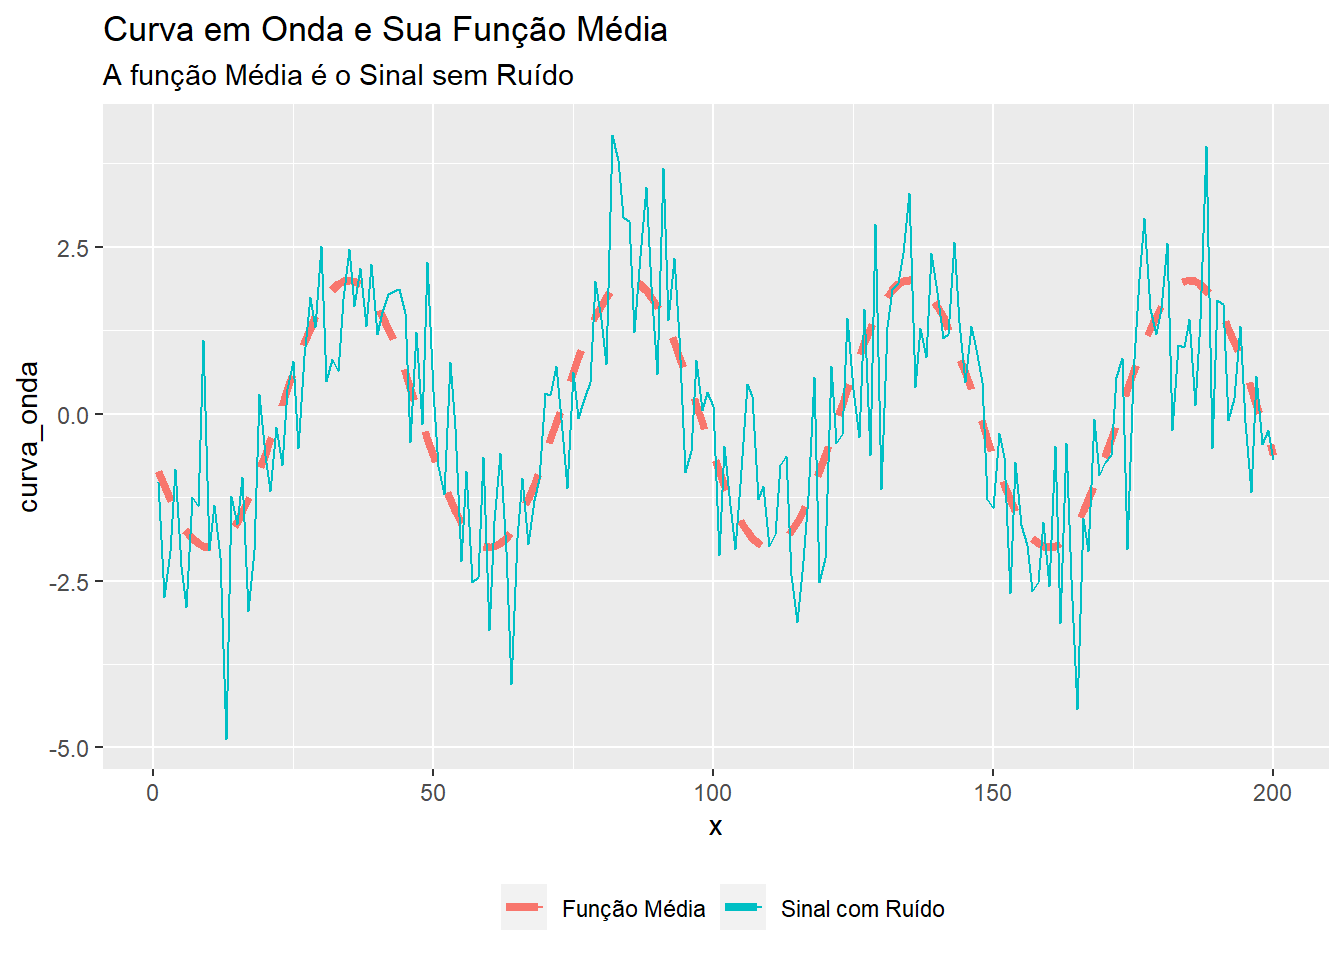 Curva em Onda e Sua Função Média
A função Média é o Sinal sem Ruído
curva_onda
2.5
0.0
-2.5
-5.0
0 50 100 150 200
x
Função Média Sinal com Ruído